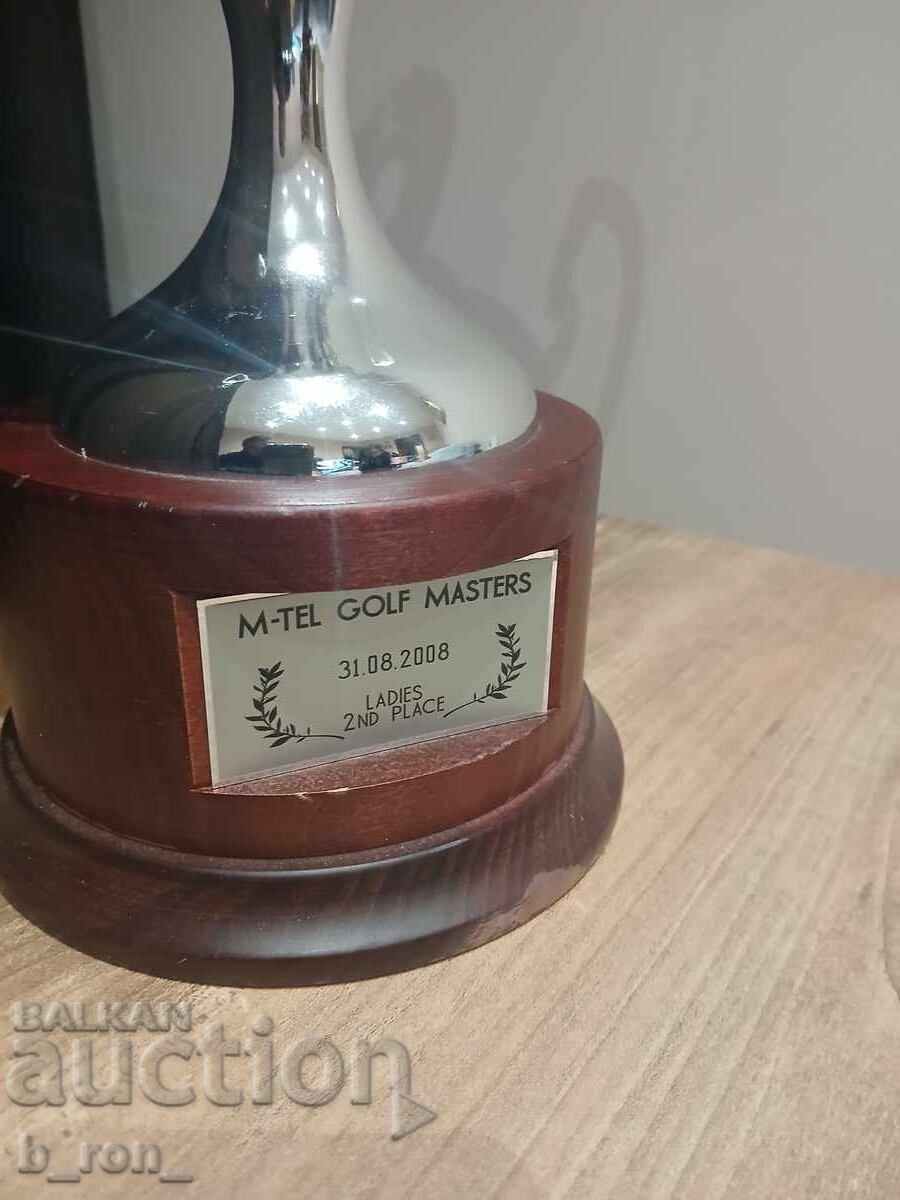 M-TEL GOLF MASTERS
31.08.2008
LADIES
2ND PLACE
BALKAN
auction
b_ron_